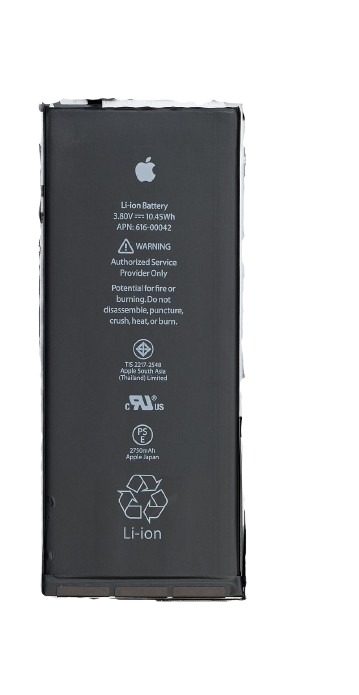 Li-ion Battery
3.80V ⎓ 10.45Wh
APN: 616-00042
WARNING
Authorized Service
Provider Only
Potential for fire or
burning. Do not
disassemble, puncture,
crush, heat, or burn.
TIS 2217-2548
Apple South Asia
(Thailand) Limited
c RU® US
PS
E
2750mAh
Apple Japan
Li-ion